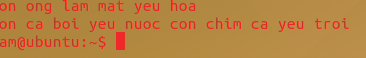 on ong lam mat yeu hoa
on ca boi yeu nuoc con chim ca yeu troi
am@ubuntu:~$